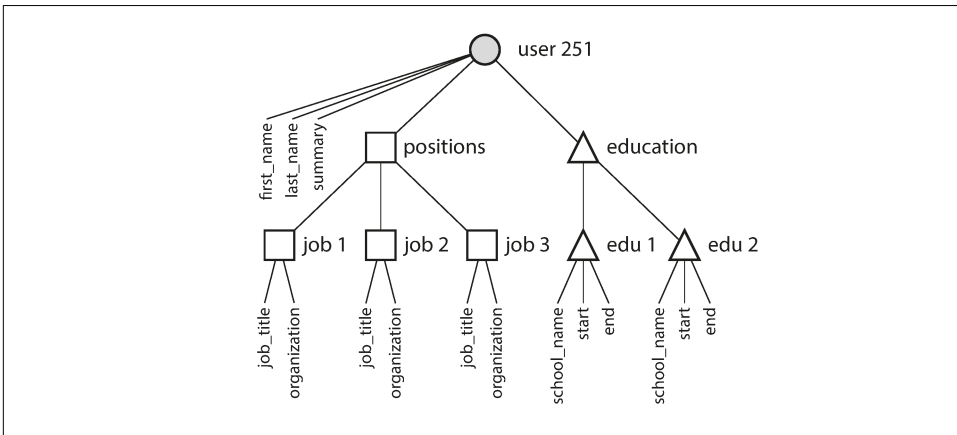 user 251
first_name
last_name
summary
positions
education
job 1
job 2
job 3
edu 1
edu 2
job_title
organization
job_title
organization
job_title
organization
school_name
start
end
school_name
start
end